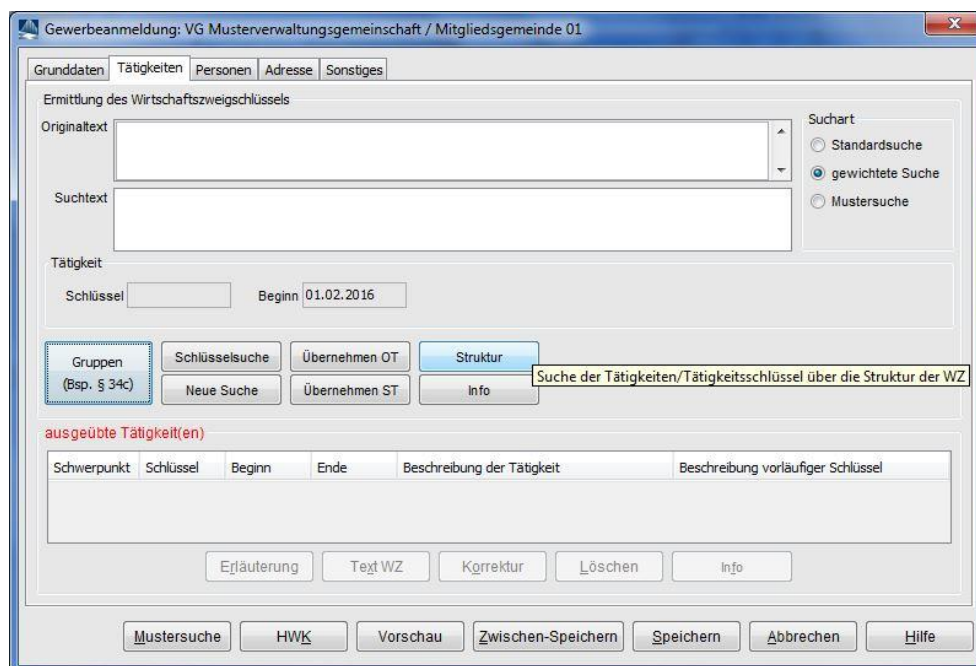 Gewerbeanmeldung: VG Musterverwaltungsgemeinschaft / Mitgliedsgemeinde 01
Grunddaten Tätigkeiten Personen Adresse Sonstiges
Ermittlung des Wirtschaftszweigschlüssels
Originaltext
Suchart
Standardsuche
gewichtete Suche
Mustersuche
Suchtext
Tätigkeit
Schlüssel Beginn 01.02.2016
Gruppen
(Bsp. § 34c)
Schlüsselsuche Übernehmen OT Struktur
Neue Suche Übernehmen ST Info
Suche der Tätigkeiten/Tätigkeitsschlüssel über die Struktur der WZ
ausgeübte Tätigkeit(en)
Schwerpunkt Schlüssel Beginn Ende Beschreibung der Tätigkeit Beschreibung vorläufiger Schlüssel
Erläuterung Text WZ Korrektur Löschen Info
Mustersuche HWK Vorschau Zwischen-Speichern Speichern Abbrechen Hilfe